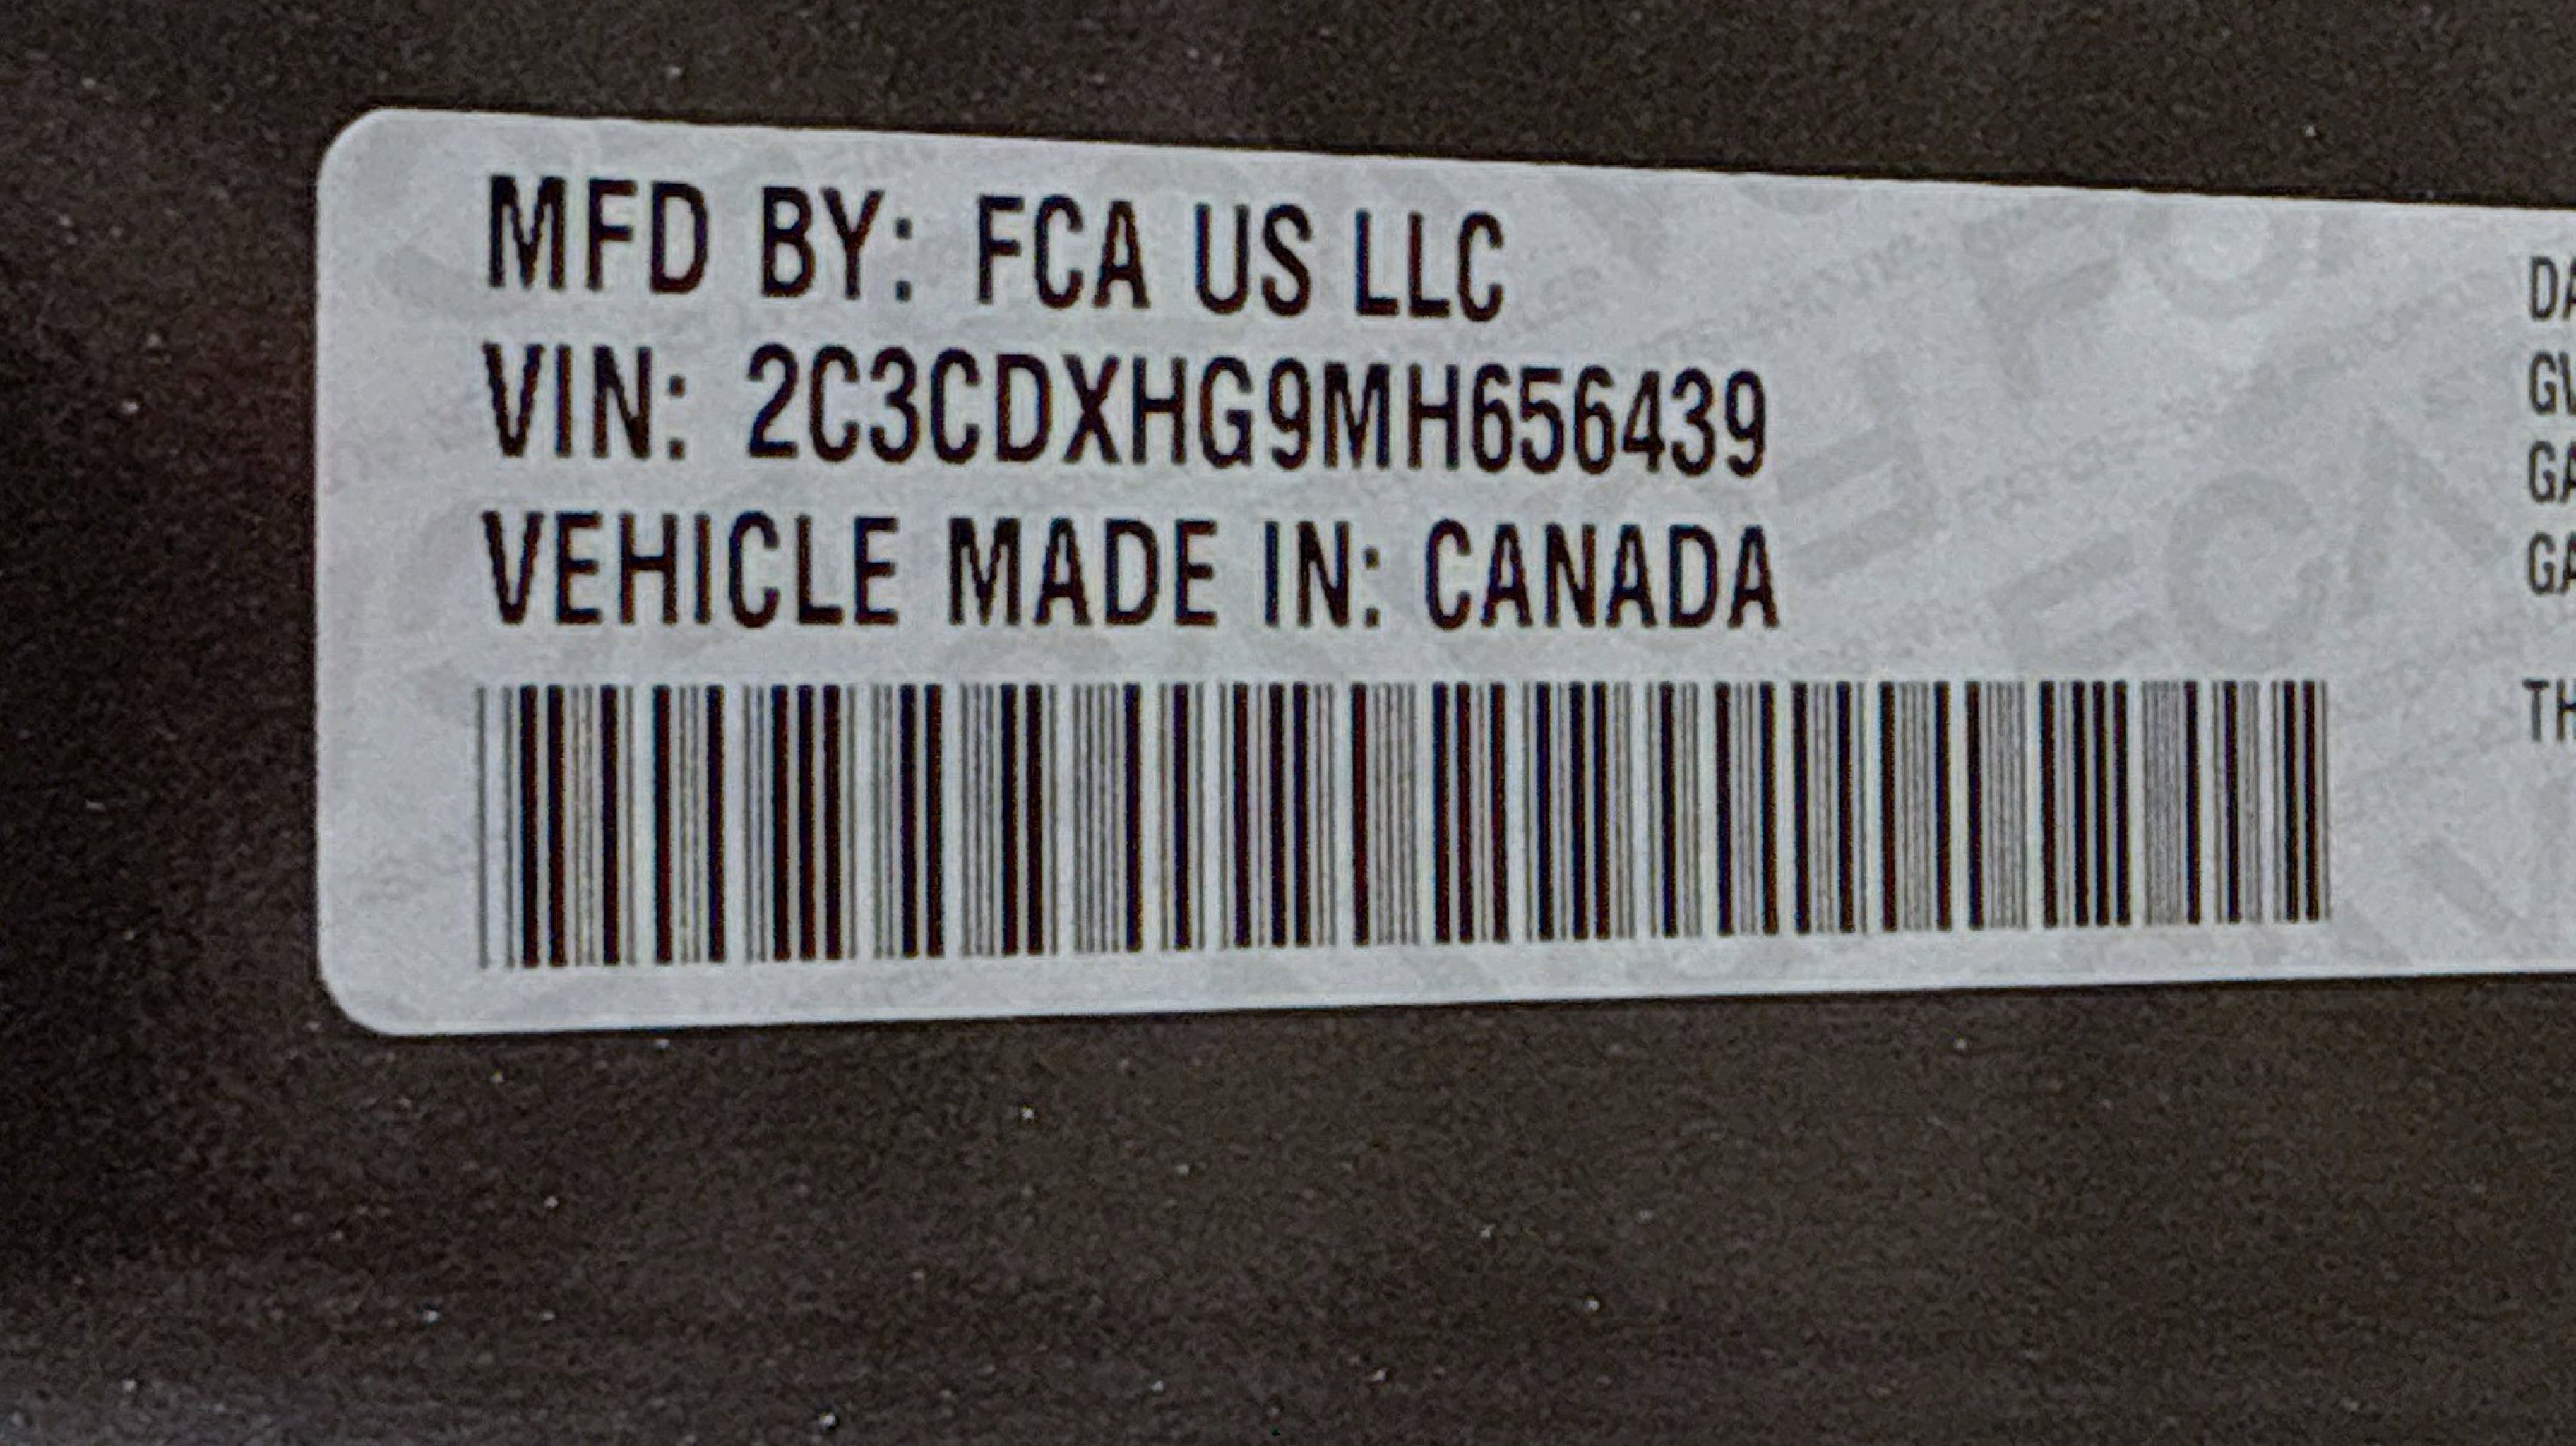 MFD BY: FCA US LLC
VIN: 2C3CDXHG9MH656439
VEHICLE MADE IN: CANADA